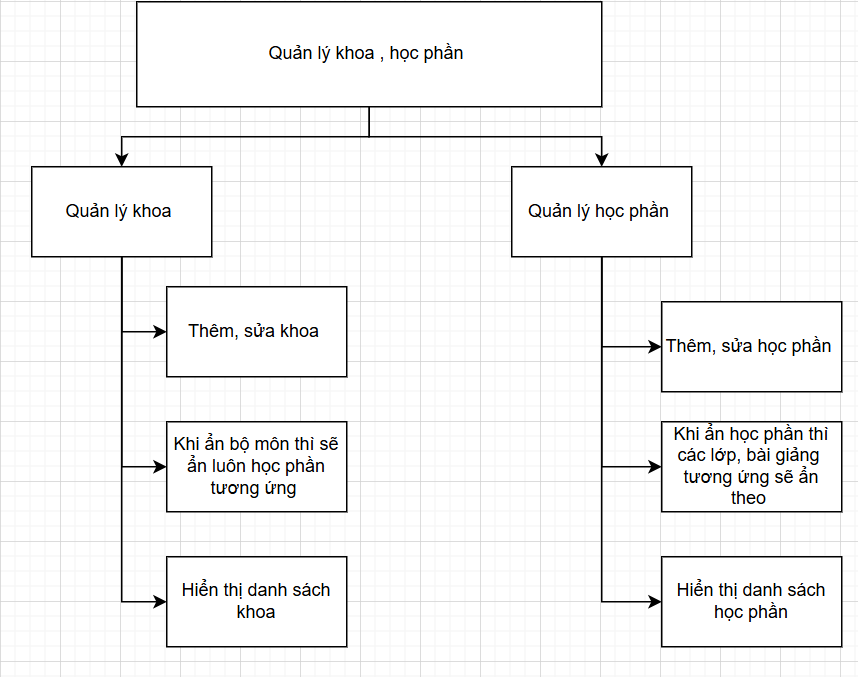 Quản lý khoa , học phần
Quản lý khoa
Quản lý học phần
Thêm, sửa khoa
Thêm, sửa học phần
Khi ẩn bộ môn thì sẽ
ẩn luôn học phần
tương ứng
Khi ẩn học phần thì
các lớp, bài giảng
tương ứng sẽ ẩn
theo
Hiển thị danh sách
khoa
Hiển thị danh sách
học phần